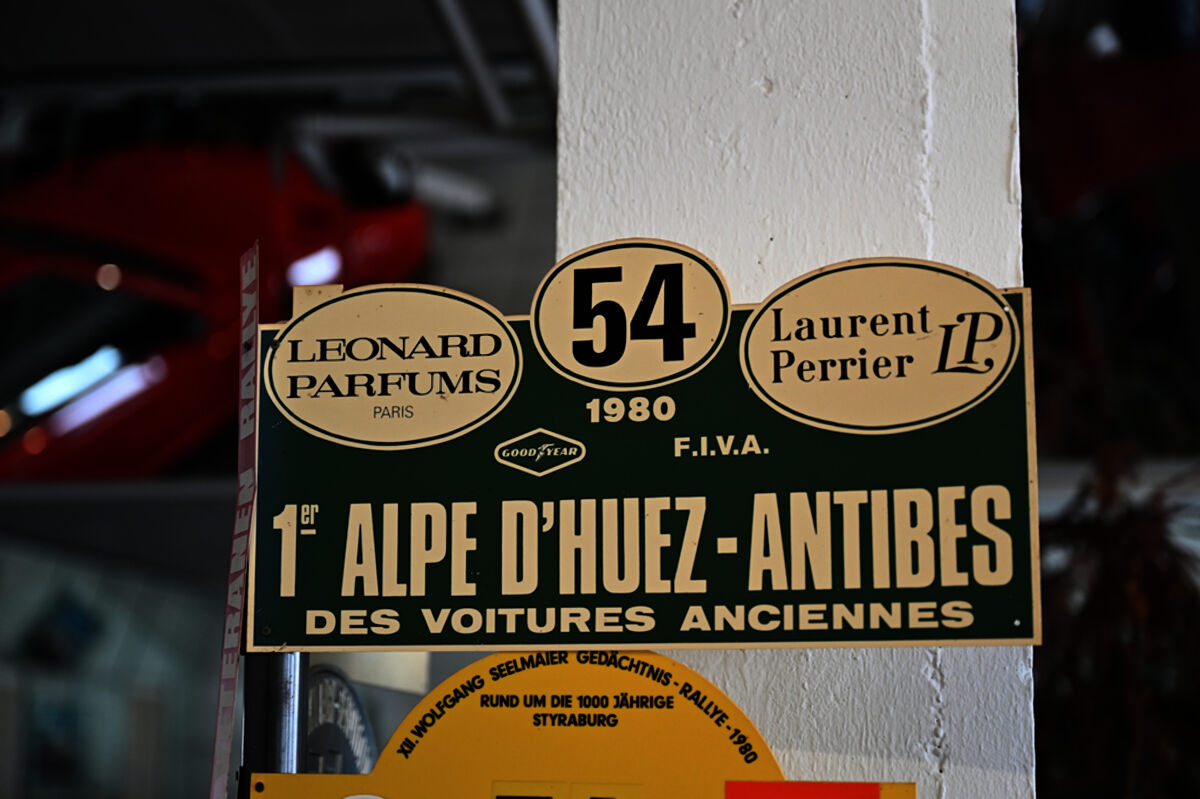 54
LEONARD
PARFUMS
PARIS
Laurent
Perrier
LP
1980
GOODYEAR
F.I.V.A.
1er ALPE D'HUEZ-ANTIBES
DES VOITURES ANCIENNES
XII. WOLFGANG SEELMAIER GEDÄCHTNIS-RALLYE-1980
RUND UM DIE 1000 JÄHRIGE
STYRABURG
RALLYE